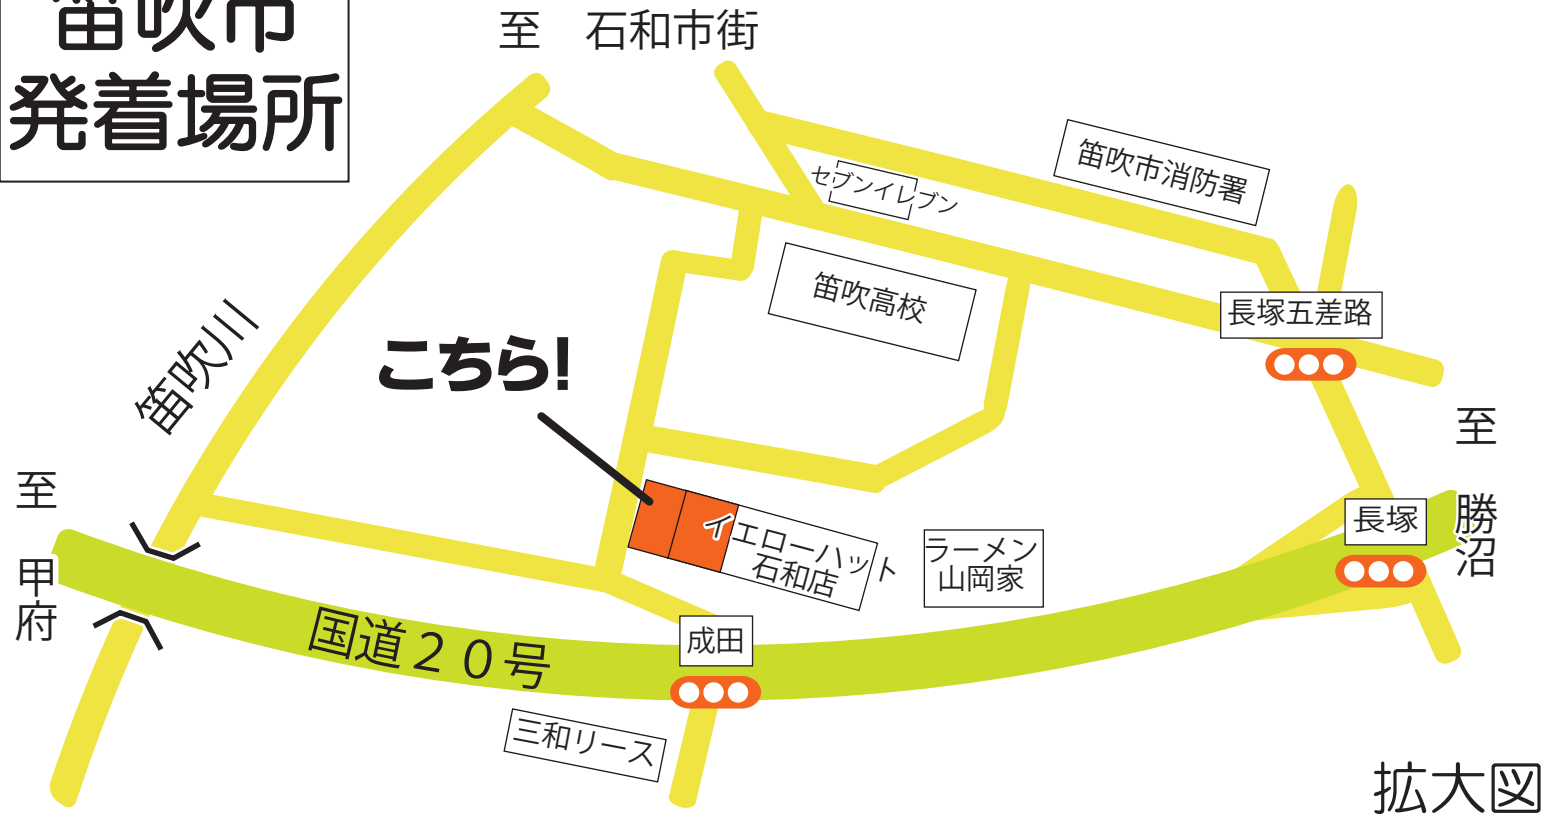 笛吹市
発着場所
至 石和市街
笛吹市消防署
セブンイレブン
笛吹高校
長塚五差路
笛吹川
こちら!
至 甲府
至 勝沼
長塚
イエローハット
石和店
ラーメン
山岡家
国道20号
成田
三和リース
拡大図